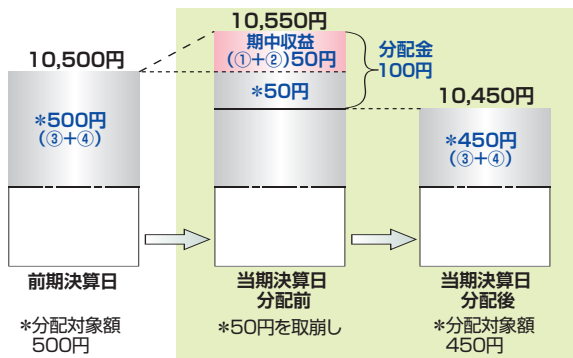 10,500円
*500円
(③+④)
前期決算日
*分配対象額
500円
10,550円
期中収益
(①+②)50円
*50円
分配金
100円
当期決算日
分配前
*50円を取崩し
10,450円
*450円
(③+④)
当期決算日
分配後
*分配対象額
450円